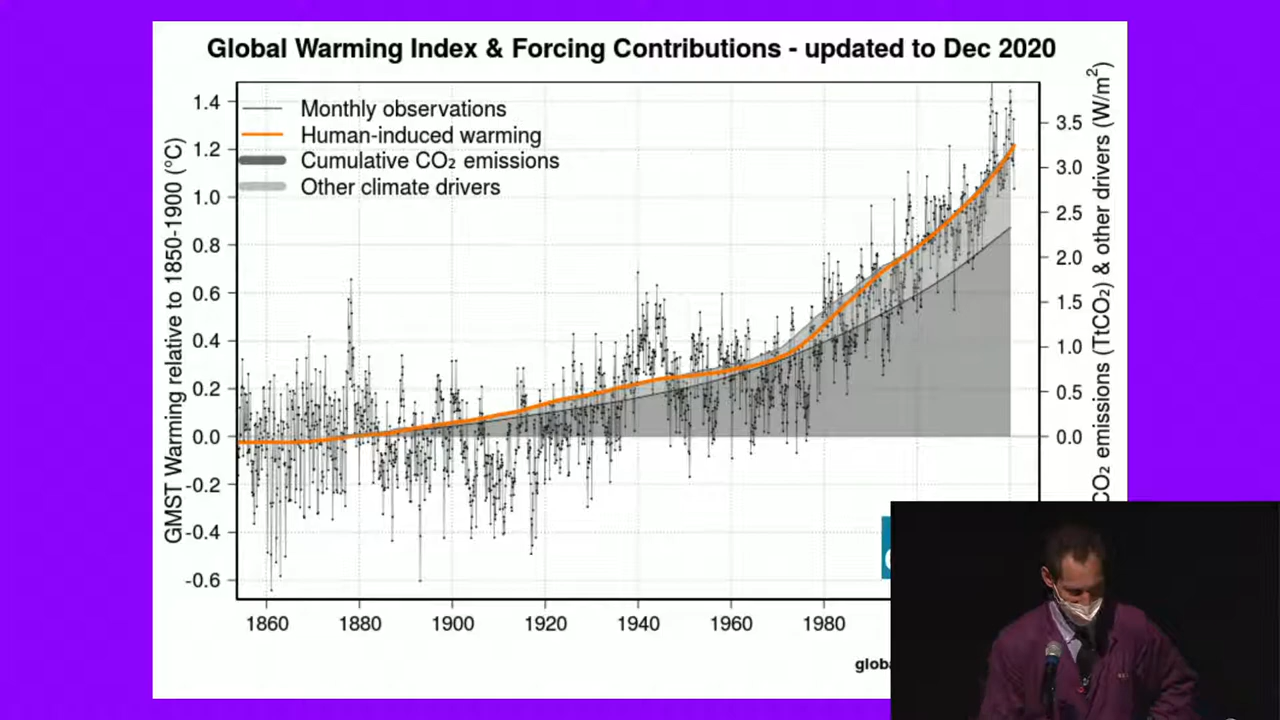 Global Warming Index & Forcing Contributions - updated to Dec 2020
Monthly observations
Human-induced warming
Cumulative CO₂ emissions
Other climate drivers
GMST Warming relative to 1850-1900 (°C)
1.4
1.2
1.0
0.8
0.6
0.4
0.2
0.0
-0.2
-0.4
-0.6
3.5
3.0
2.5
2.0
1.5
1.0
0.5
0.0
CO₂ emissions (TtCO₂) & other drivers (W/m²)
1860 1880 1900 1920 1940 1960 1980